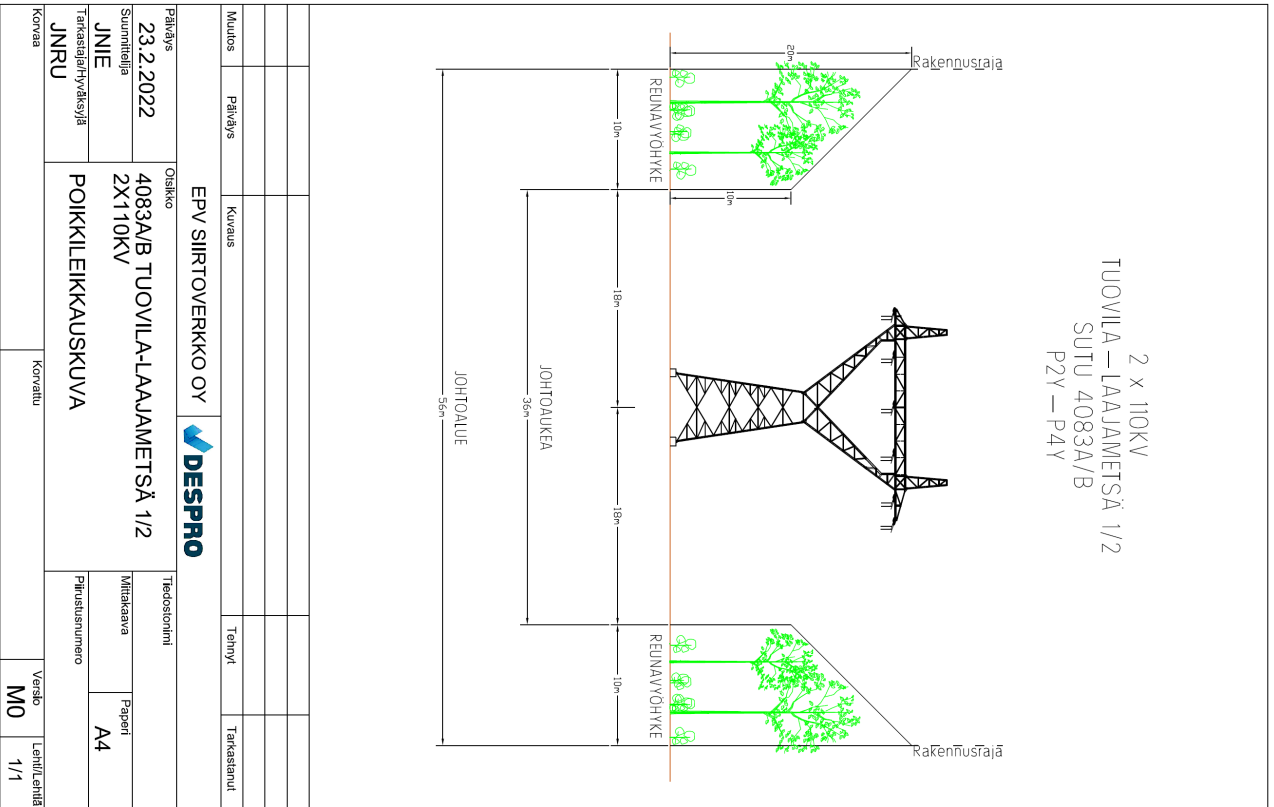 2 x 110KV
TUOVILA – LAAJAMETSÄ 1/2
SUTU 4083A/B
P2Y – P4Y
Rakennusraja
Rakennusraja
20m
10m
REUNAVYÖHYKE
REUNAVYÖHYKE
10m
18m
18m
10m
JOHTOAUKEA
36m
JOHTOALUE
56m
Muutos
Päiväys
Kuvaus
Tehnyt
Tarkastanut
EPV SIIRTOVERKKO OY
DESPRO
Päiväys
23.2.2022
Otsikko
4083A/B TUOVILA-LAAJAMETSÄ 1/2
2X110KV
POIKKILEIKKAUSKUVA
Tiedostonimi
Suunnittelija
JNIE
Mittakaava
Paperi
A4
Tarkastaja/Hyväksyjä
JNRU
Piirustusnumero
Korvaa
Korvattu
Versio
M0
Lehti/Lehtiä
1/1